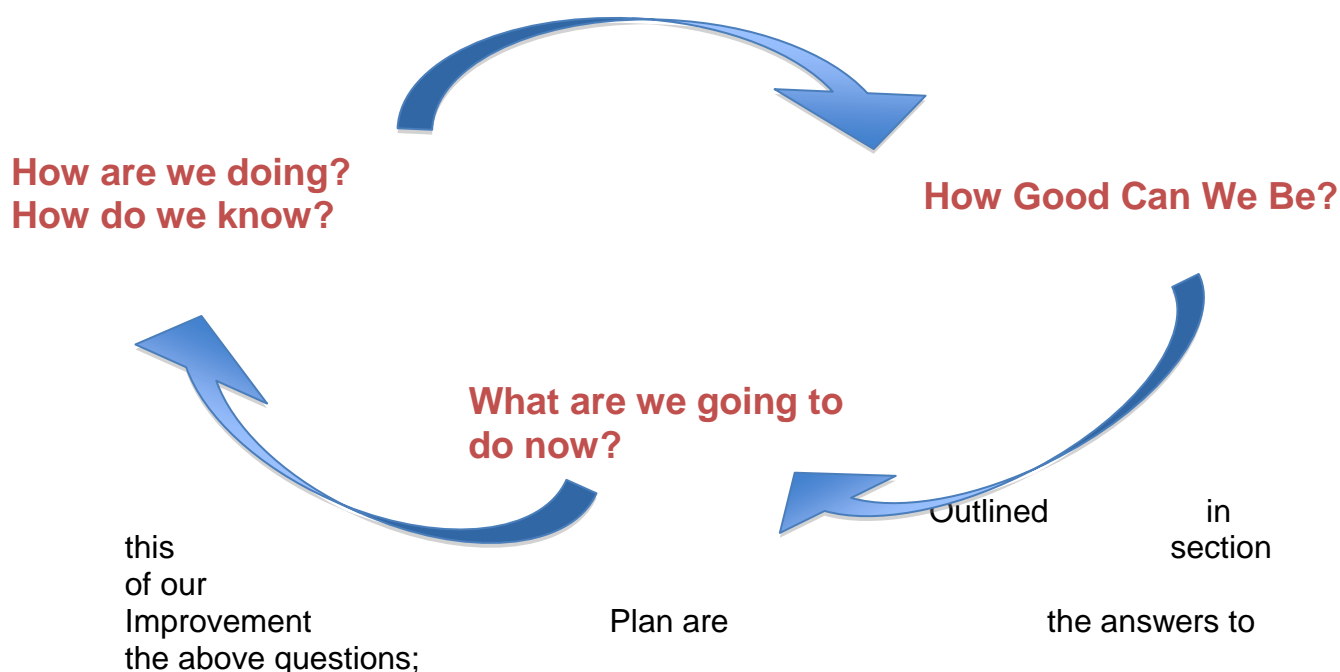 How are we doing?
How do we know?
How Good Can We Be?
What are we going to
do now?
Outlined in
this section
of our
Improvement Plan are the answers to
the above questions;